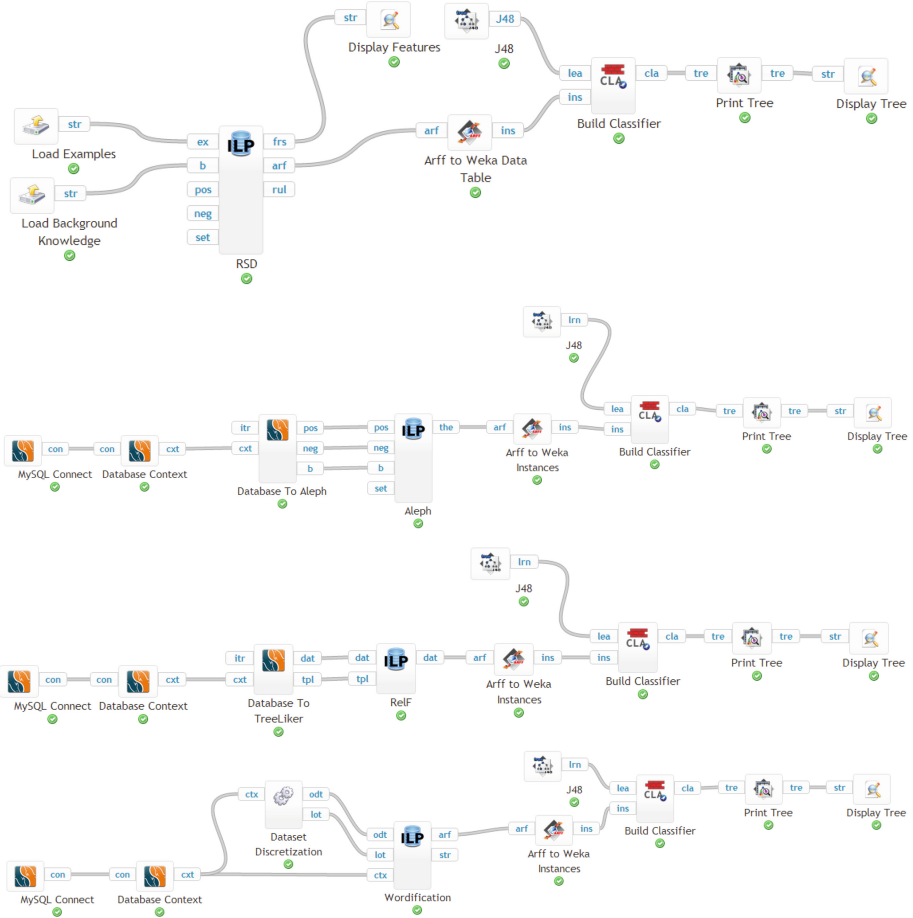 str
Display Features
J48
J48
lea
CLA
cla
tre
tre
str
ins
Build Classifier
Print Tree
Display Tree
str
Load Examples
ex
ILP
frs
arf
ins
b
arf
Arff to Weka Data
Table
str
pos
rul
Load Background
Knowledge
neg
set
RSD
lrn
J48
lea
CLA
cla
tre
tre
str
ins
Build Classifier
Print Tree
Display Tree
itr
pos
pos
ILP
the
arf
ins
con
con
cxt
cxt
neg
neg
Arff to Weka
Instances
MySQL Connect
Database Context
b
b
Database To Aleph
set
Aleph
lrn
J48
lea
CLA
cla
tre
tre
str
itr
dat
dat
ILP
dat
arf
ins
ins
Build Classifier
Print Tree
Display Tree
con
con
cxt
cxt
tpl
tpl
Arff to Weka
Instances
MySQL Connect
Database Context
Database To
TreeLiker
RelF
lrn
J48
lea
CLA
cla
tre
tre
str
ins
Build Classifier
Print Tree
Display Tree
ctx
odt
lot
Dataset
Discretization
odt
ILP
arf
arf
ins
lot
str
Arff to Weka
Instances
con
con
cxt
ctx
MySQL Connect
Database Context
Wordification